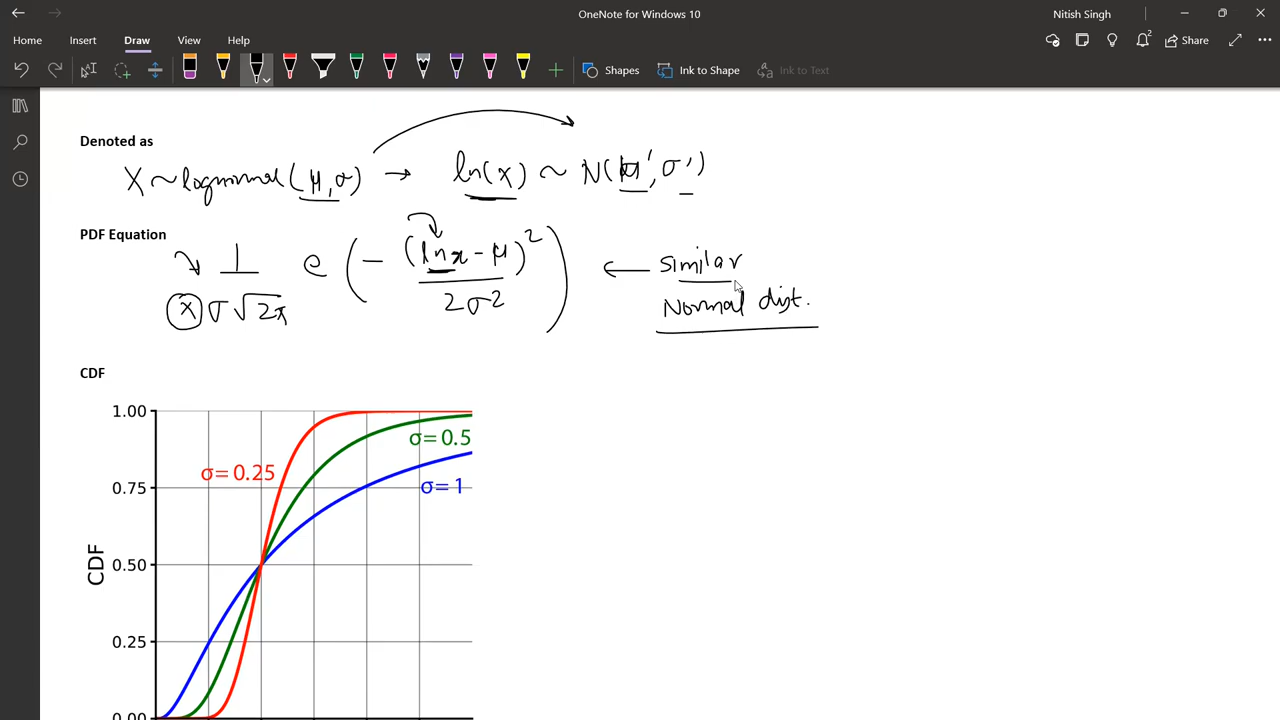 OneNote for Windows 10
Nitish Singh
Home Insert Draw View Help
Share
Shapes Ink to Shape Ink to Text
Denoted as
X ~ lognormal (μ, σ) → ln(x) ~ N(μ', σ')
PDF Equation
1 / (x σ √2π) e (- (ln x - μ)² / 2σ²) ← similar
Normal dist.
CDF
1.00
σ= 0.5
σ= 0.25
0.75
σ= 1
CDF
0.50
0.25
0.00